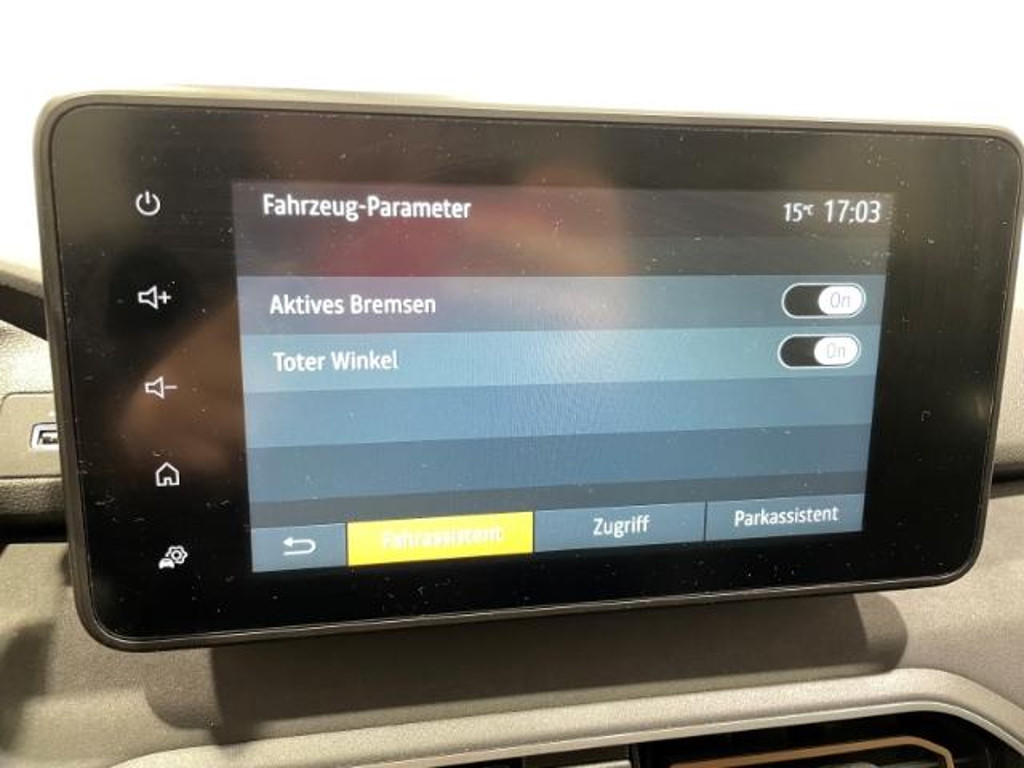 Fahrzeug-Parameter 15°C 17:03
Aktives Bremsen On
Toter Winkel On
Fahrassistent Zugriff Parkassistent